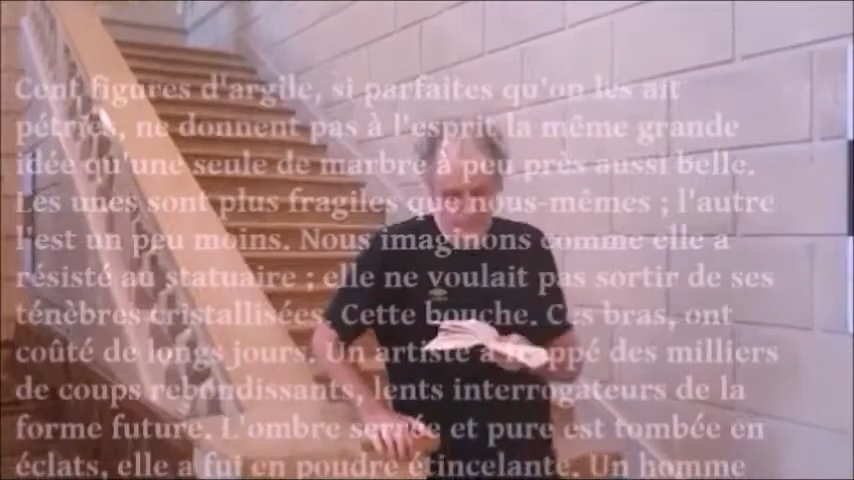 Cent figures d'argile, si parfaites qu'on les ait
pétries, ne donnent pas à l'esprit la même grande
idée qu'une seule de marbre, à peu près aussi belle.
Les unes sont plus fragiles que nous-mêmes ; l'autre
l'est un peu moins. Nous imaginons comme elle a
résisté au statuaire ; elle ne voulait pas sortir de ses
ténèbres cristallisées. Cette bouche. Ces bras, ont
coûté de longs jours. Un artiste a frappé des milliers
de coups rebondissants, lents interrogateurs de la
forme future. L'ombre serrée et pure est tombée en
éclats, elle a fui en poudre étincelante. Un homme